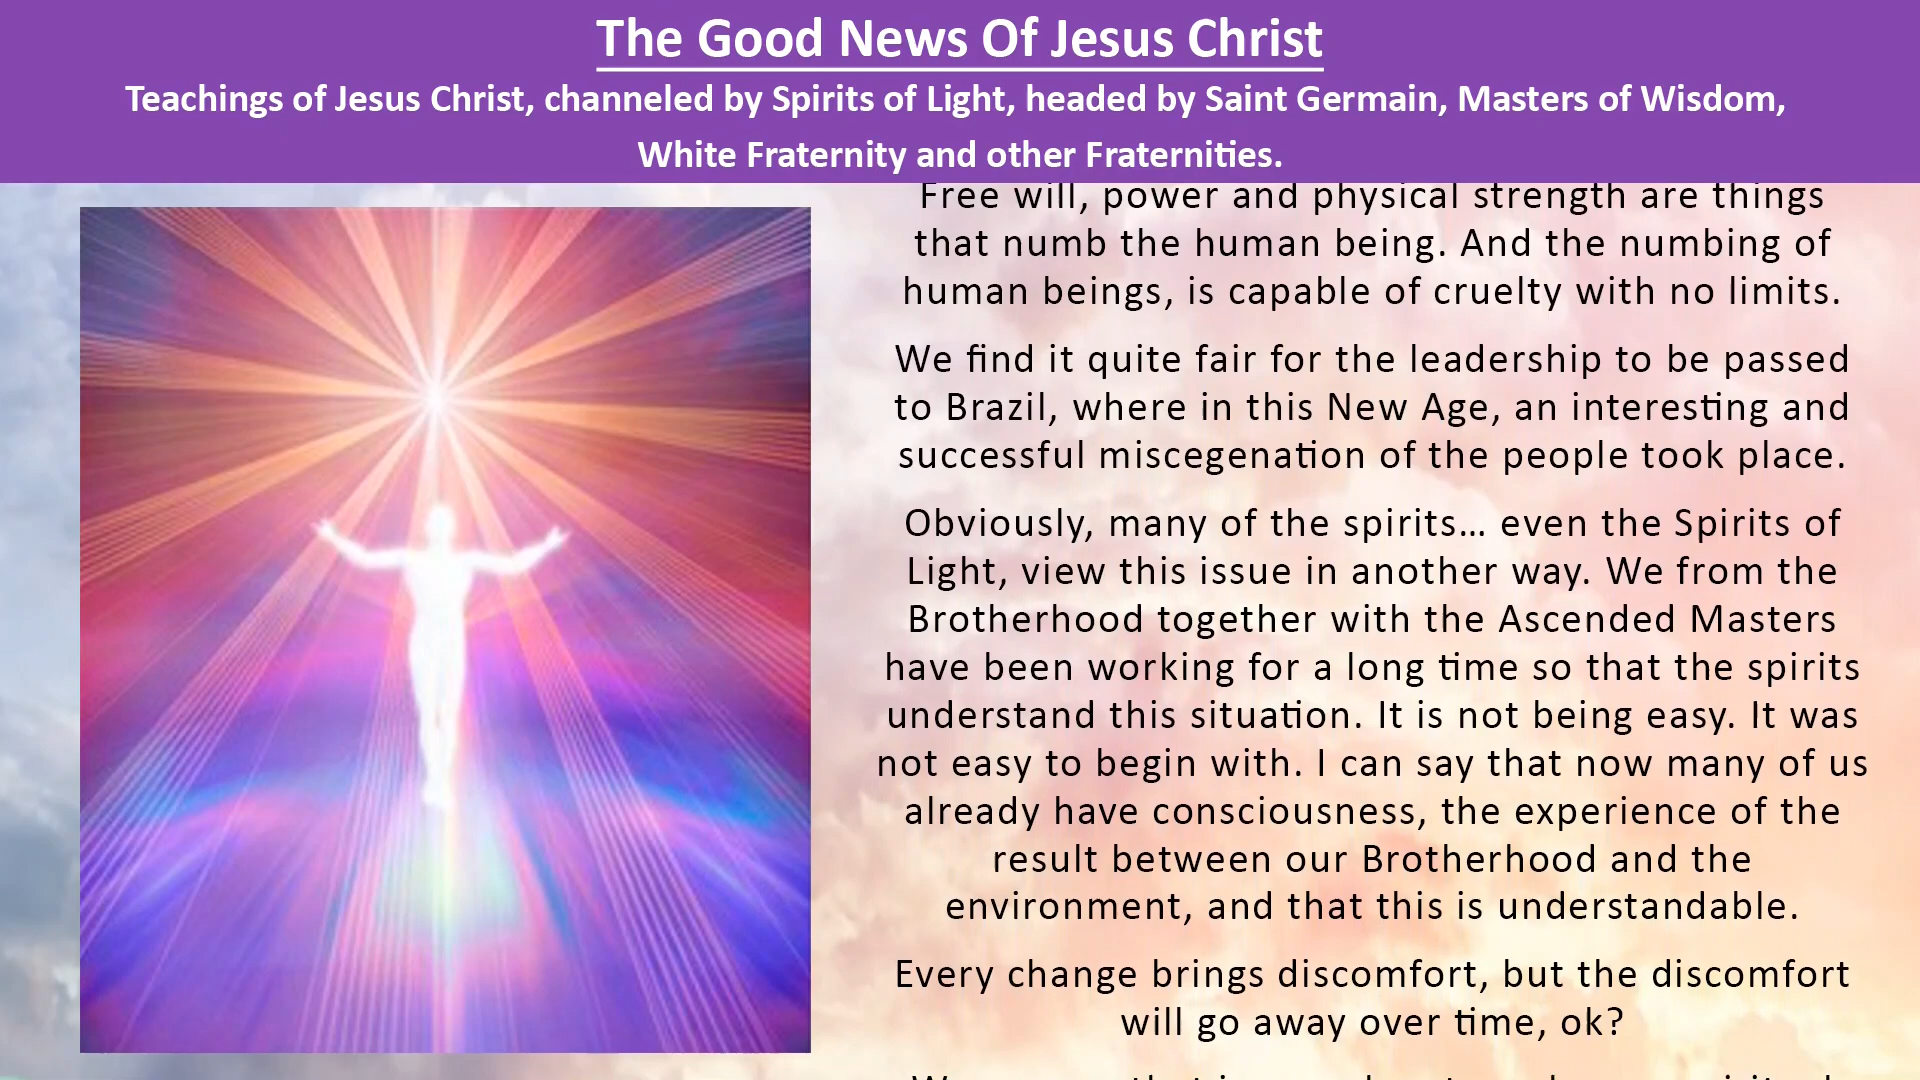 The Good News Of Jesus Christ
Teachings of Jesus Christ, channeled by Spirits of Light, headed by Saint Germain, Masters of Wisdom,
White Fraternity and other Fraternities.
Free will, power and physical strength are things
that numb the human being. And the numbing of
human beings, is capable of cruelty with no limits.
We find it quite fair for the leadership to be passed
to Brazil, where in this New Age, an interesting and
successful miscegenation of the people took place.
Obviously, many of the spirits... even the Spirits of
Light, view this issue in another way. We from the
Brotherhood together with the Ascended Masters
have been working for a long time so that the spirits
understand this situation. It is not being easy. It was
not easy to begin with. I can say that now many of us
already have consciousness, the experience of the
result between our Brotherhood and the
environment, and that this is understandable.
Every change brings discomfort, but the discomfort
will go away over time, ok?